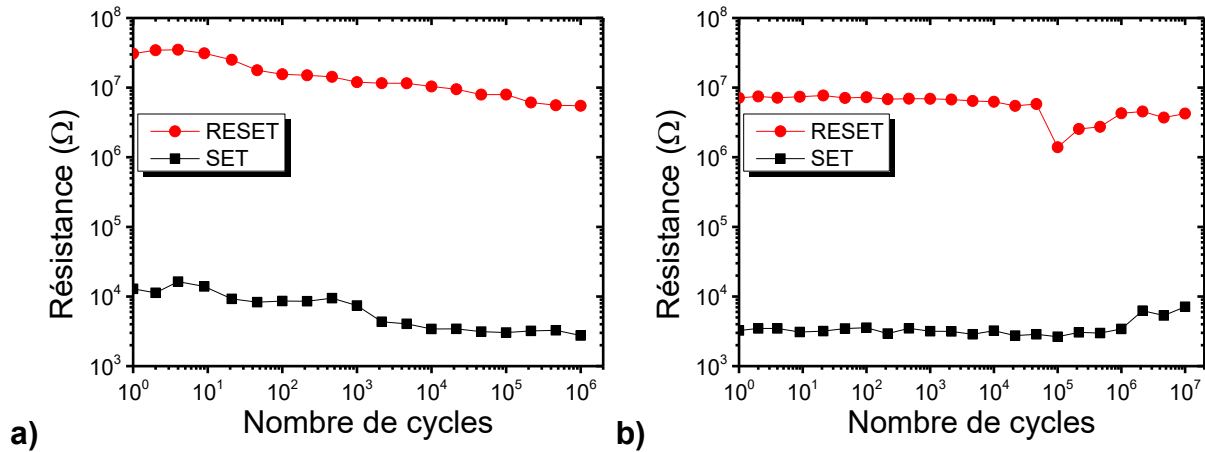 10⁸
10⁷
10⁶
10⁵
10⁴
10³
Résistance (Ω)
RESET
SET
10⁰ 10¹ 10² 10³ 10⁴ 10⁵ 10⁶
Nombre de cycles
a)
10⁸
10⁷
10⁶
10⁵
10⁴
10³
Résistance (Ω)
RESET
SET
10⁰ 10¹ 10² 10³ 10⁴ 10⁵ 10⁶ 10⁷
Nombre de cycles
b)